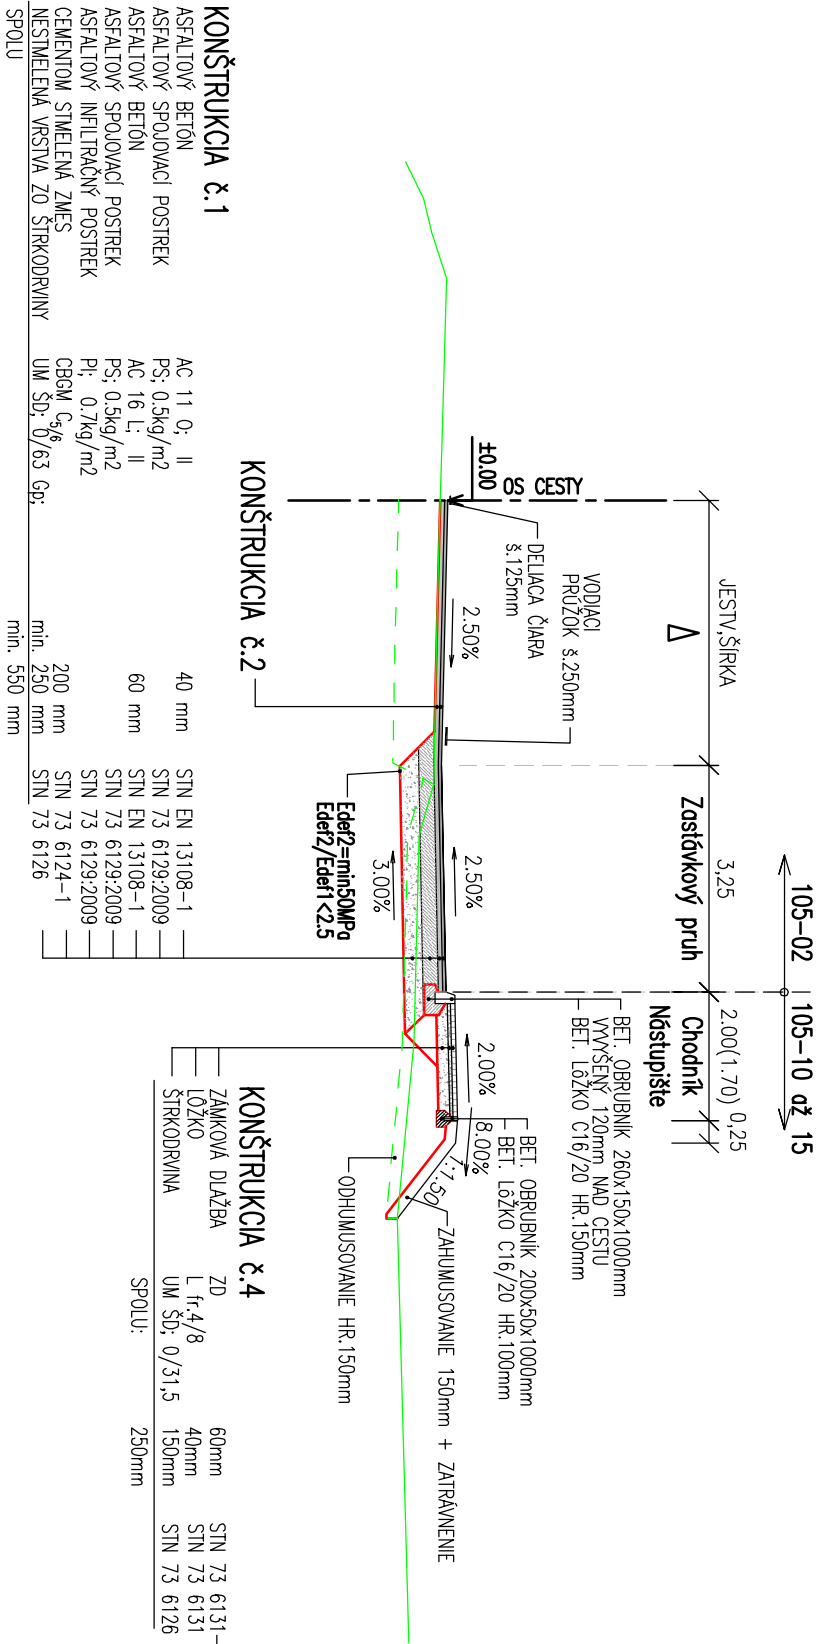 105-02
105-10 až 15
JESTV,ŠÍRKA
3,25
2.00(1.70)
0,25
Zastávkový pruh
Chodník
Nástupište
BET. OBRUBNÍK 260x150x1000mm
VYVÝŠENÝ 120mm NAD CESTU
BET. LÔŽKO C16/20 HR.150mm
VODIACI
PRÚŽOK š.250mm
DELIACA ČIARA
š.125mm
OS CESTY
±0.00
2.50%
2.50%
2.00%
8.00%
1:1.50
BET. OBRUBNÍK 200x50x1000mm
BET. LÔŽKO C16/20 HR.100mm
ZAHUMUSOVANIE 150mm + ZATRÁVNENIE
3.00%
Edef2=min50MPa
Edef2/Edef1<2.5
ODHUMUSOVANIE HR.150mm
KONŠTRUKCIA č.2
KONŠTRUKCIA č.1
ASFALTOVÝ BETÓN AC 11 O; II 40 mm STN EN 13108-1
ASFALTOVÝ SPOJOVACÍ POSTREK PS; 0.5kg/m2 STN 73 6129:2009
ASFALTOVÝ BETÓN AC 16 L; II 60 mm STN EN 13108-1
ASFALTOVÝ SPOJOVACÍ POSTREK PS; 0.5kg/m2 STN 73 6129:2009
ASFALTOVÝ INFILTRAČNÝ POSTREK PI; 0.7kg/m2 STN 73 6129:2009
CEMENTOM STMELENÁ ZMES CBGM C5/6 200 mm STN 73 6124-1
NESTMELENÁ VRSTVA ZO ŠTRKODRVINY UM ŠD; 0/63 Gp; min. 250 mm STN 73 6126
SPOLU min. 550 mm
KONŠTRUKCIA č.4
ZÁMKOVÁ DLAŽBA ZD 60mm STN 73 6131-
LÔŽKO L fr.4/8 40mm STN 73 6131
ŠTRKODRVINA UM ŠD; 0/31,5 150mm STN 73 6126
SPOLU: 250mm